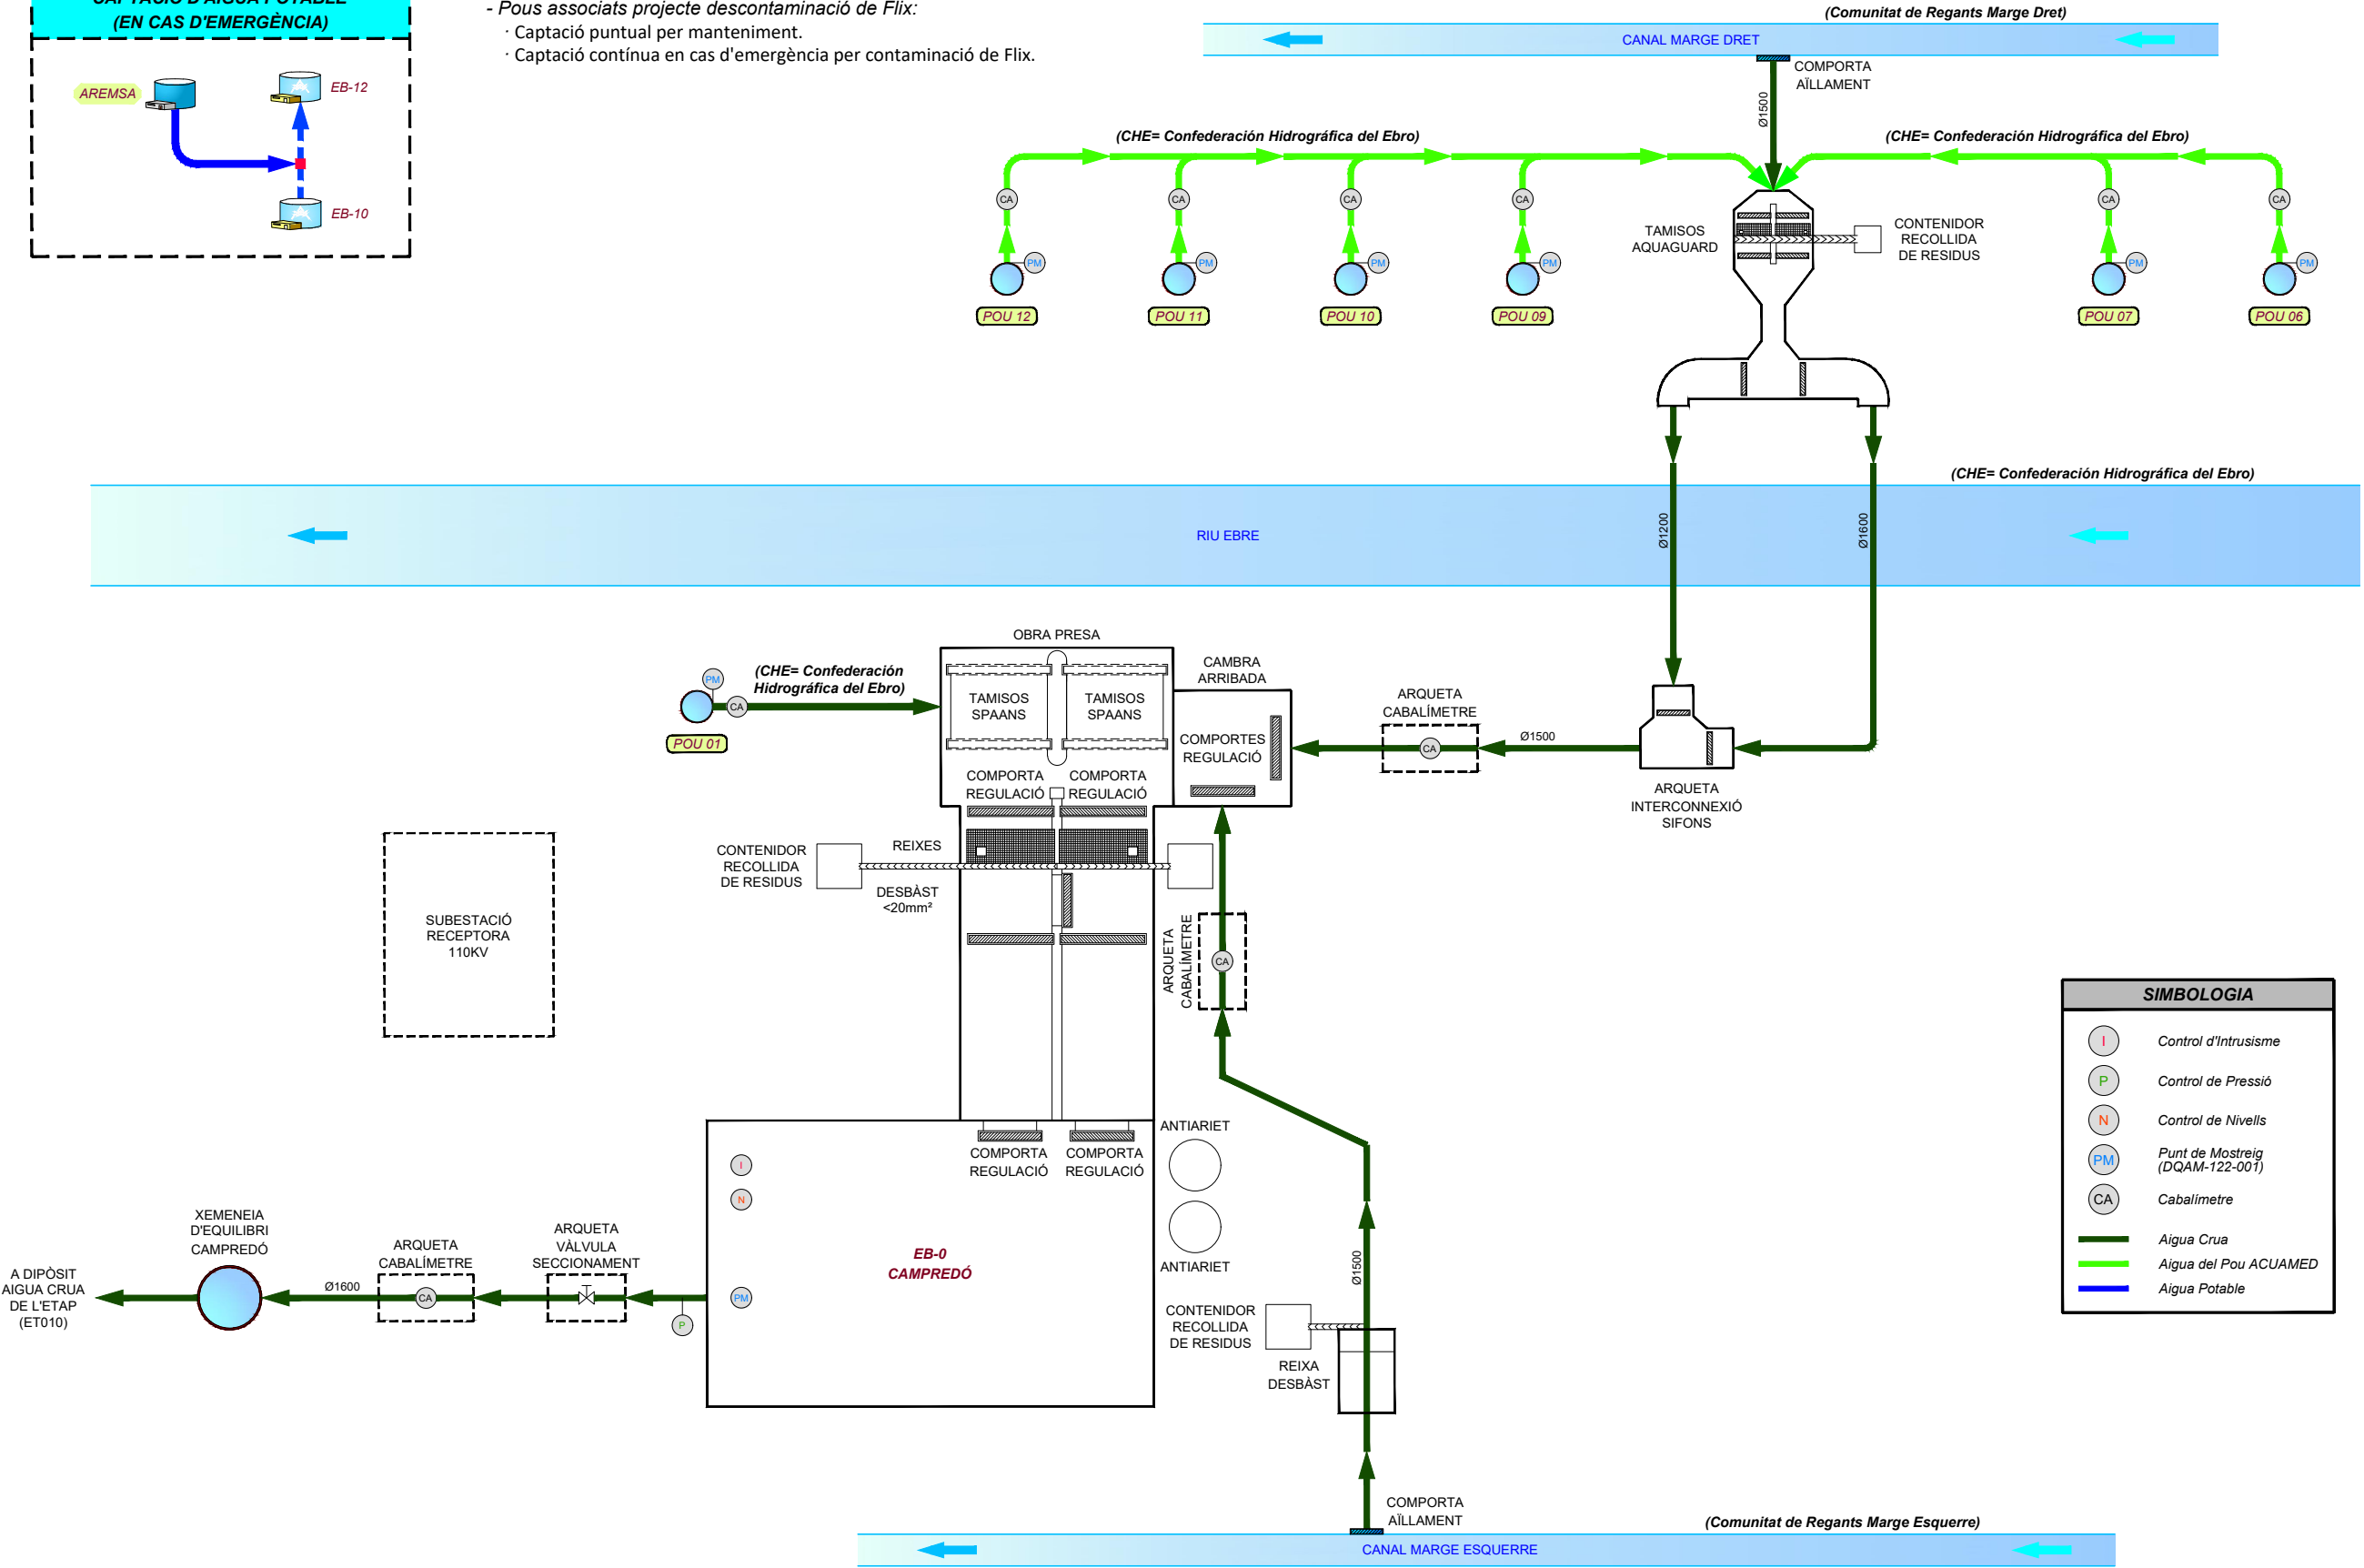 CAPTACIÓ D'AIGUA POTABLE
(EN CAS D'EMERGÈNCIA)
AREMSA
EB-12
EB-10
- Pous associats projecte descontaminació de Flix:
· Captació puntual per manteniment.
· Captació contínua en cas d'emergència per contaminació de Flix.
(Comunitat de Regants Marge Dret)
CANAL MARGE DRET
COMPORTA
AÏLLAMENT
Ø1500
(CHE= Confederación Hidrográfica del Ebro)
(CHE= Confederación Hidrográfica del Ebro)
CA
CA
CA
CA
CA
CA
PM
PM
PM
PM
PM
PM
POU 12
POU 11
POU 10
POU 09
POU 07
POU 06
TAMISOS
AQUAGUARD
CONTENIDOR
RECOLLIDA
DE RESIDUS
(CHE= Confederación Hidrográfica del Ebro)
RIU EBRE
Ø1200
Ø1600
OBRA PRESA
PM
CA
(CHE= Confederación
Hidrográfica del Ebro)
POU 01
TAMISOS
SPAANS
TAMISOS
SPAANS
CAMBRA
ARRIBADA
COMPORTES
REGULACIÓ
ARQUETA
CABALÍMETRE
CA
Ø1500
ARQUETA
INTERCONNEXIÓ
SIFONS
COMPORTA
REGULACIÓ
COMPORTA
REGULACIÓ
CONTENIDOR
RECOLLIDA
DE RESIDUS
REIXES
DESBÀST
<20mm²
SUBESTACIÓ
RECEPTORA
110KV
ARQUETA
CABALÍMETRE
CA
COMPORTA
REGULACIÓ
COMPORTA
REGULACIÓ
ANTIARIET
ANTIARIET
I
N
PM
EB-0
CAMPREDÓ
P
ARQUETA
VÀLVULA
SECCIONAMENT
ARQUETA
CABALÍMETRE
CA
Ø1600
XEMENEIA
D'EQUILIBRI
CAMPREDÓ
A DIPÒSIT
AIGUA CRUA
DE L'ETAP
(ET010)
Ø1500
CONTENIDOR
RECOLLIDA
DE RESIDUS
REIXA
DESBÀST
COMPORTA
AÏLLAMENT
(Comunitat de Regants Marge Esquerre)
CANAL MARGE ESQUERRE
SIMBOLOGIA
I Control d'Intrusisme
P Control de Pressió
N Control de Nivells
PM Punt de Mostreig
(DQAM-122-001)
CA Cabalímetre
Aigua Crua
Aigua del Pou ACUAMED
Aigua Potable